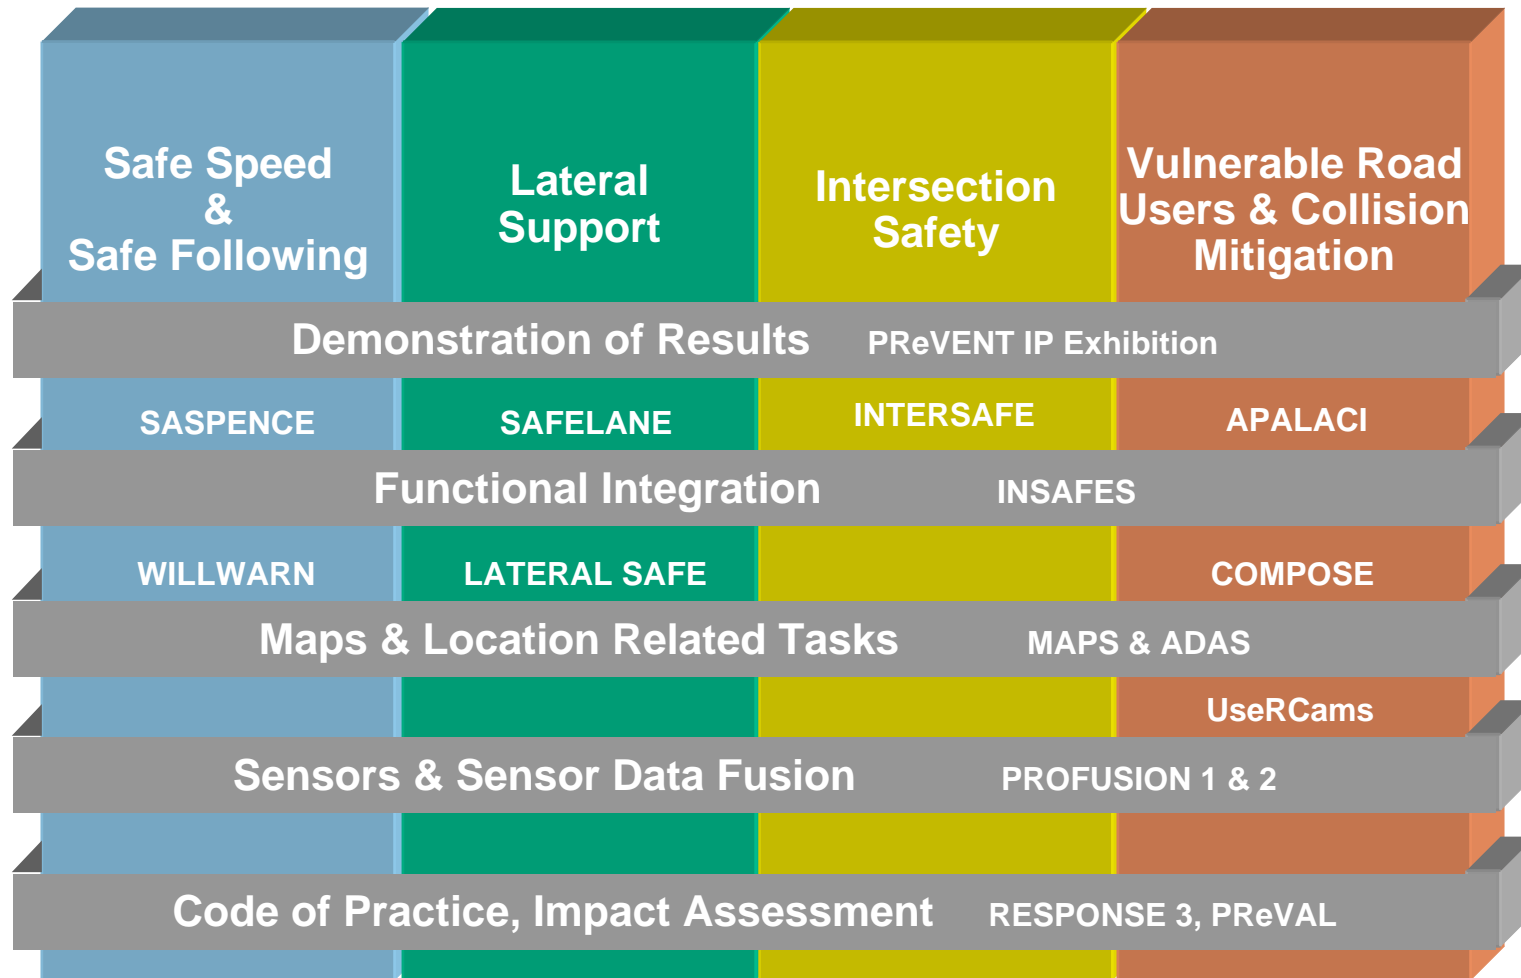 Safe Speed
&
Safe Following
Lateral
Support
Intersection
Safety
Vulnerable Road
Users & Collision
Mitigation
Demonstration of Results PReVENT IP Exhibition
SASPENCE SAFELANE INTERSAFE APALACI
Functional Integration INSAFES
WILLWARN LATERAL SAFE COMPOSE
Maps & Location Related Tasks MAPS & ADAS
UseRCams
Sensors & Sensor Data Fusion PROFUSION 1 & 2
Code of Practice, Impact Assessment RESPONSE 3, PReVAL